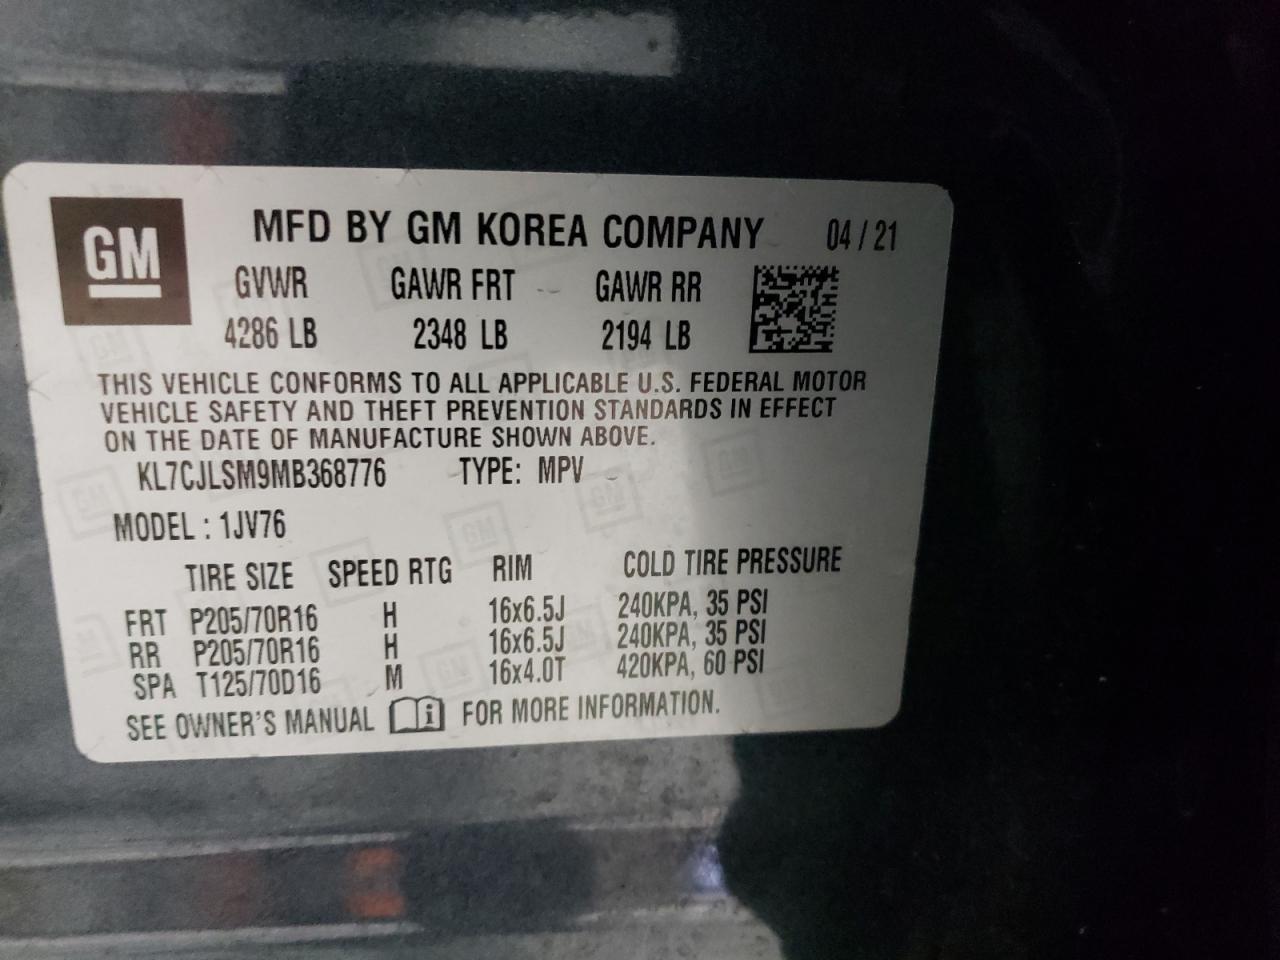 GM
MFD BY GM KOREA COMPANY 04 / 21
GVWR GAWR FRT GAWR RR
4286 LB 2348 LB 2194 LB
THIS VEHICLE CONFORMS TO ALL APPLICABLE U.S. FEDERAL MOTOR
VEHICLE SAFETY AND THEFT PREVENTION STANDARDS IN EFFECT
ON THE DATE OF MANUFACTURE SHOWN ABOVE.
KL7CJLSM9MB368776 TYPE: MPV
MODEL : 1JV76
TIRE SIZE SPEED RTG RIM COLD TIRE PRESSURE
FRT P205/70R16 H 16x6.5J 240KPA, 35 PSI
RR P205/70R16 H 16x6.5J 240KPA, 35 PSI
SPA T125/70D16 M 16x4.0T 420KPA, 60 PSI
SEE OWNER'S MANUAL i FOR MORE INFORMATION.